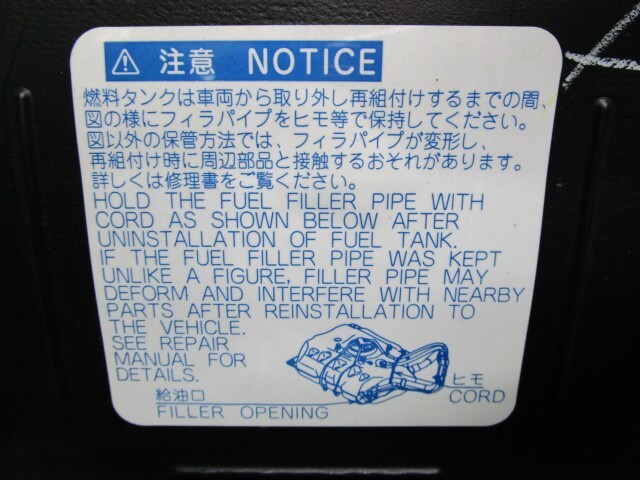 注意 NOTICE
燃料タンクは車両から取り外し再組付けするまでの間、
図の様にフィラパイプをヒモ等で保持してください。
図以外の保管方法では、フィラパイプが変形し、
再組付け時に周辺部品と接触するおそれがあります。
詳しくは修理書をご覧ください。
HOLD THE FUEL FILLER PIPE WITH
CORD AS SHOWN BELOW AFTER
UNINSTALLATION OF FUEL TANK.
IF THE FUEL FILLER PIPE WAS KEPT
UNLIKE A FIGURE, FILLER PIPE MAY
DEFORM AND INTERFERE WITH NEARBY
PARTS AFTER REINSTALLATION TO
THE VEHICLE.
SEE REPAIR
MANUAL FOR
DETAILS.
給油口
FILLER OPENING
ヒモ
CORD